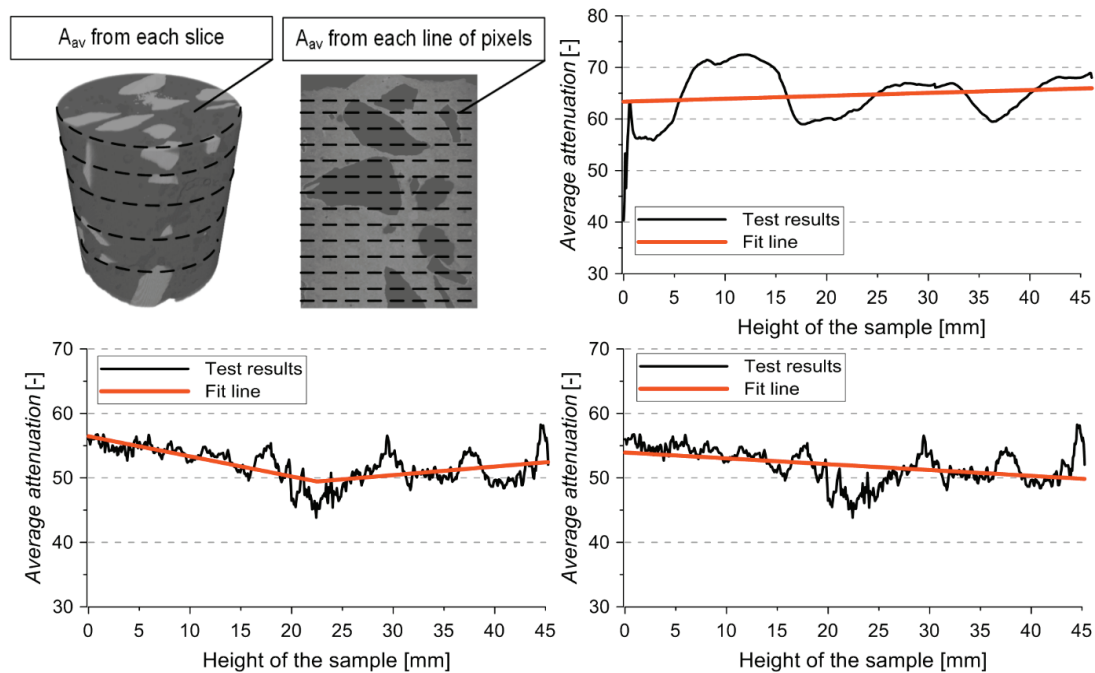 A_av from each slice
A_av from each line of pixels
80
70
60
50
40
30
Average attenuation [-]
Test results
Fit line
0 5 10 15 20 25 30 35 40 45
Height of the sample [mm]
70
60
50
40
30
Average attenuation [-]
Test results
Fit line
0 5 10 15 20 25 30 35 40 45
Height of the sample [mm]
70
60
50
40
30
Average attenuation [-]
Test results
Fit line
0 5 10 15 20 25 30 35 40 45
Height of the sample [mm]